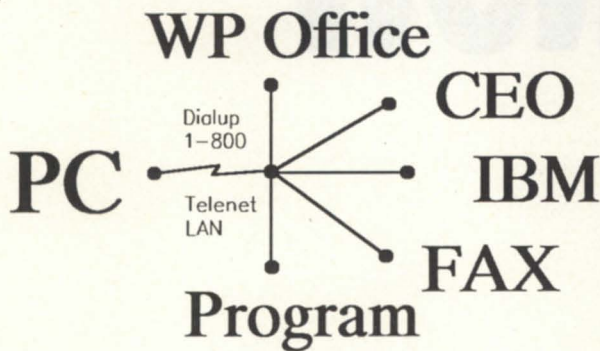 WP Office
CEO
Dialup
1-800
PC
IBM
Telenet
LAN
FAX
Program